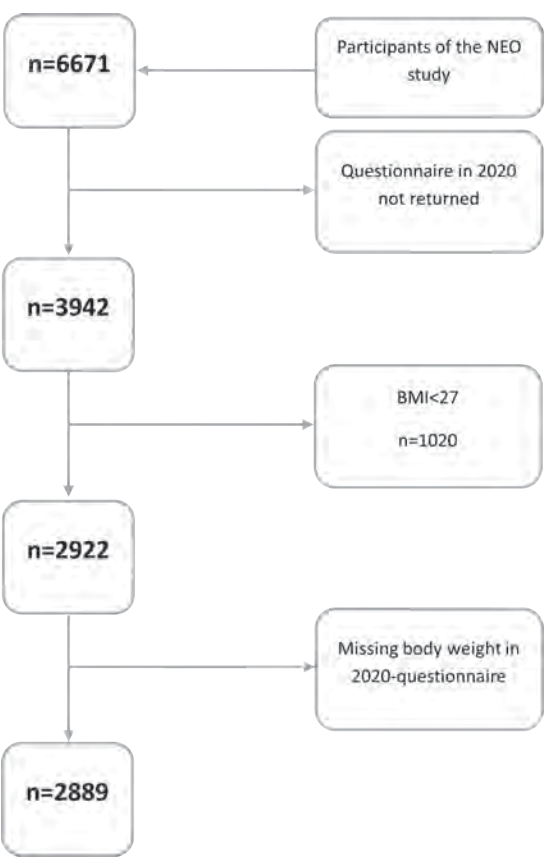 n=6671
Participants of the NEO
study
Questionnaire in 2020
not returned
n=3942
BMI<27
n=1020
n=2922
Missing body weight in
2020-questionnaire
n=2889